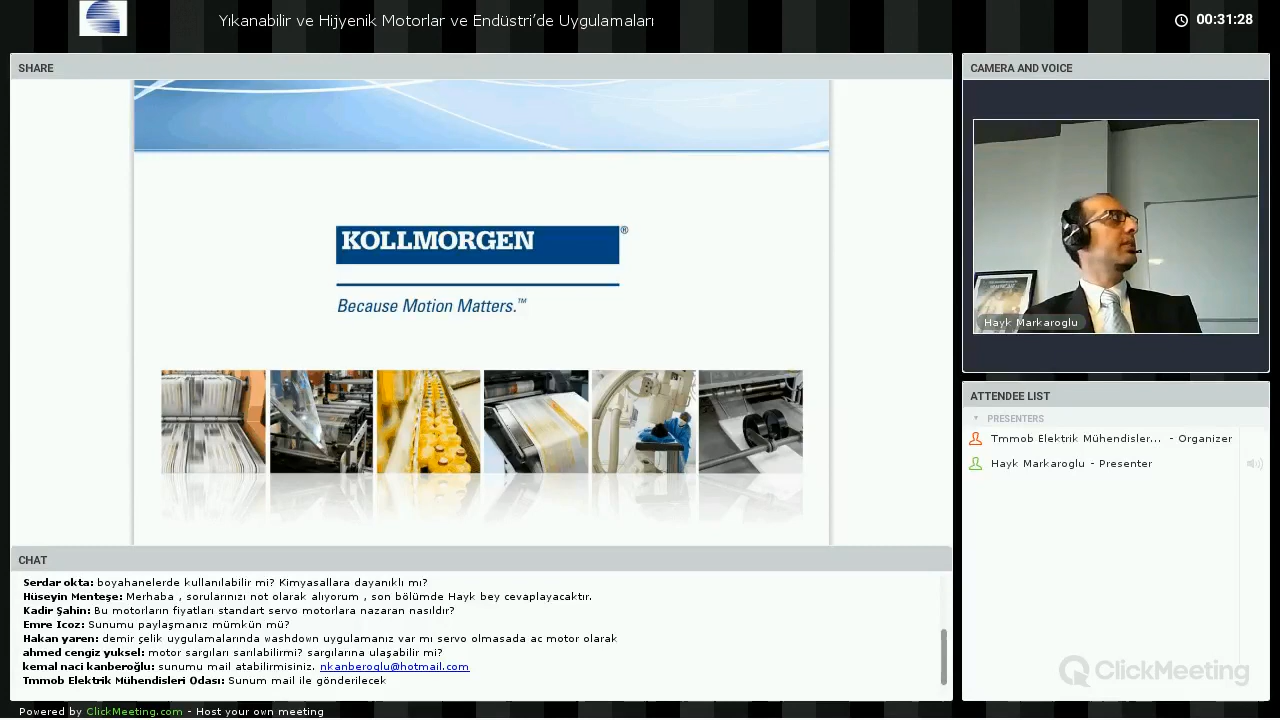 Yıkanabilir ve Hijyenik Motorlar ve Endüstri'de Uygulamaları
00:31:28
SHARE
KOLLMORGEN®
Because Motion Matters.™
CAMERA AND VOICE
Hayk Markaroglu
ATTENDEE LIST
PRESENTERS
Tmmob Elektrik Mühendisler... - Organizer
Hayk Markaroglu - Presenter
CHAT
Serdar okta: boyahanelerde kullanılabilir mi? Kimyasallara dayanıklı mı?
Hüseyin Menteşe: Merhaba , sorularınızı not olarak alıyorum , son bölümde Hayk bey cevaplayacaktır.
Kadir Şahin: Bu motorların fiyatları standart servo motorlara nazaran nasıldır?
Emre Icoz: Sunumu paylaşmanız mümkün mü?
Hakan yaren: demir çelik uygulamalarında washdown uygulamanız var mı servo olmasada ac motor olarak
ahmed cengiz yuksel: motor sargıları sarılabilirmi? sargılarına ulaşabilir mi?
kemal naci kanberoğlu: sunumu mail atabilirmisiniz. nkanberoglu@hotmail.com
Tmmob Elektrik Mühendisleri Odası: Sunum mail ile gönderilecek
ClickMeeting
Powered by ClickMeeting.com - Host your own meeting